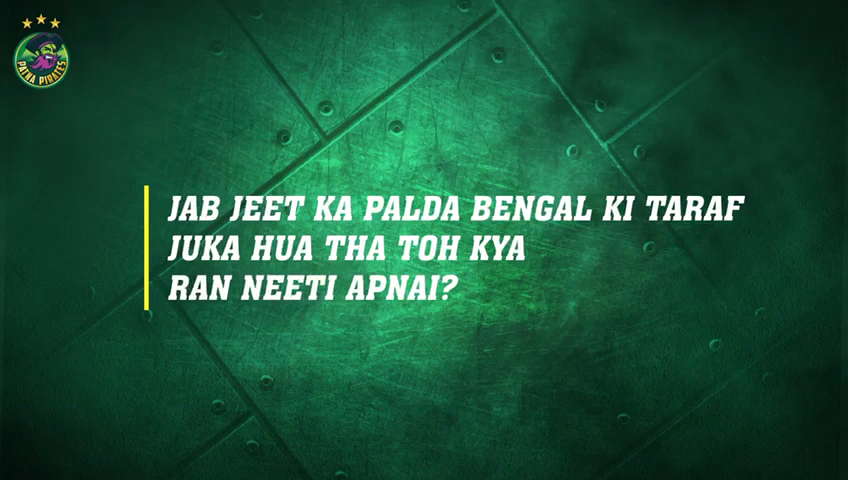 PATNA PIRATES
JAB JEET KA PALDA BENGAL KI TARAF
JUKA HUA THA TOH KYA
RAN NEETI APNAI?